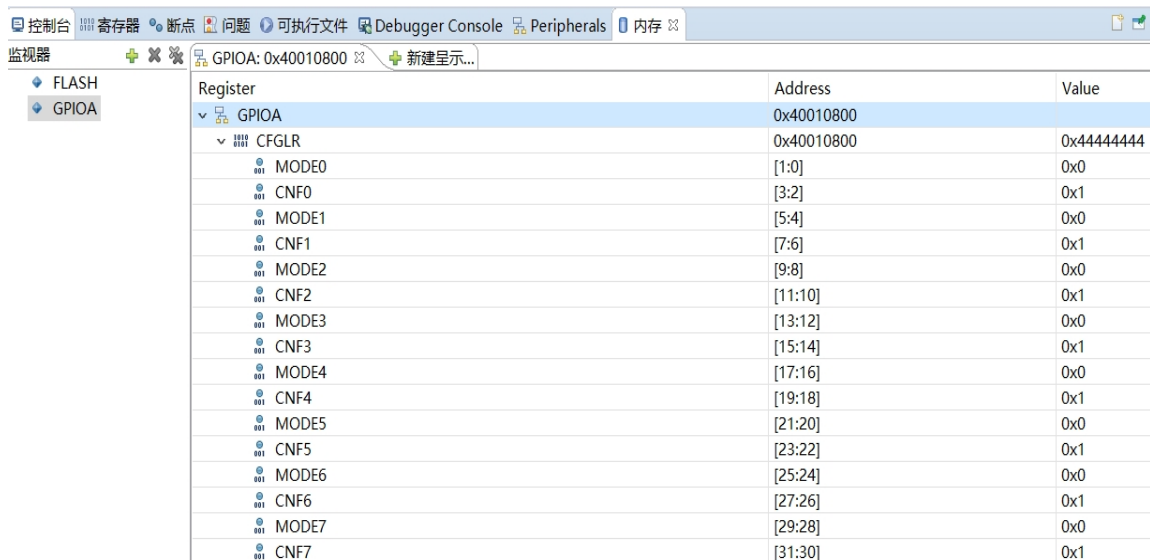 控制台 寄存器 断点 问题 可执行文件 Debugger Console Peripherals 内存
监视器 GPIOA: 0x40010800 新建呈示...
FLASH
GPIOA
Register Address Value
GPIOA 0x40010800
CFGLR 0x40010800 0x44444444
MODE0 [1:0] 0x0
CNF0 [3:2] 0x1
MODE1 [5:4] 0x0
CNF1 [7:6] 0x1
MODE2 [9:8] 0x0
CNF2 [11:10] 0x1
MODE3 [13:12] 0x0
CNF3 [15:14] 0x1
MODE4 [17:16] 0x0
CNF4 [19:18] 0x1
MODE5 [21:20] 0x0
CNF5 [23:22] 0x1
MODE6 [25:24] 0x0
CNF6 [27:26] 0x1
MODE7 [29:28] 0x0
CNF7 [31:30] 0x1